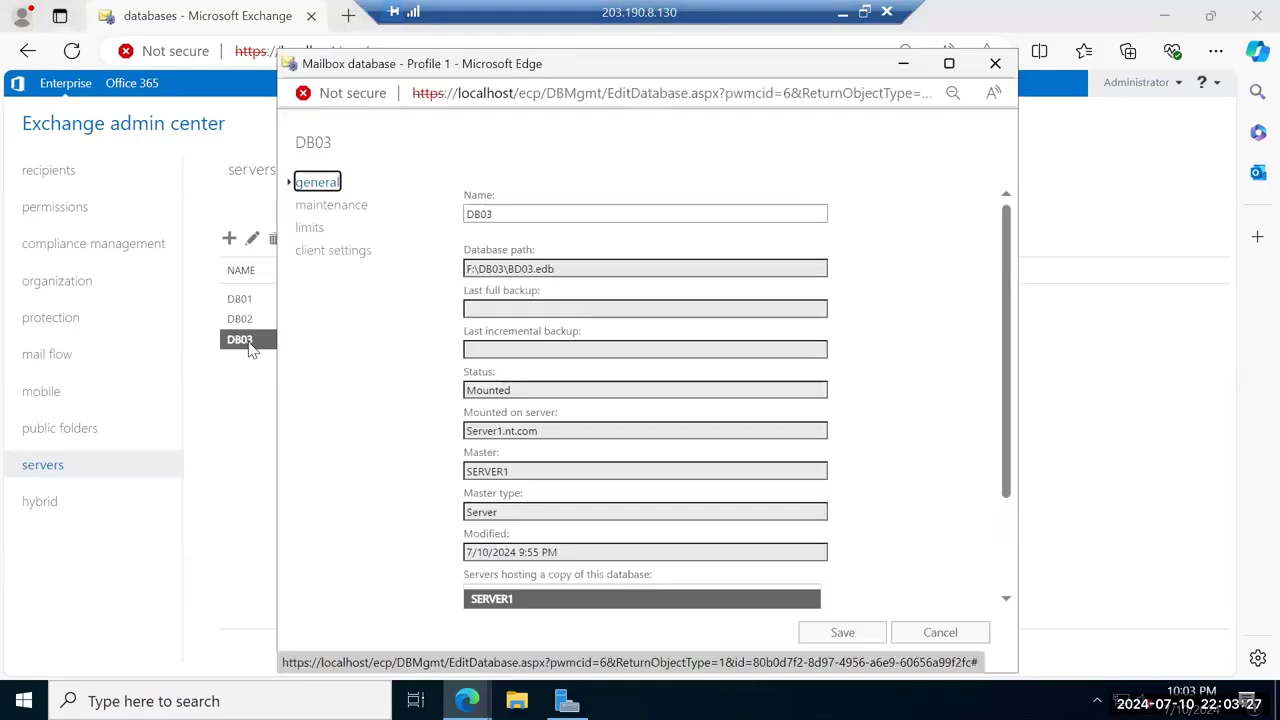 databases - Microsoft Exchange
203.190.8.130
Not secure
https://localhost/ecp/
Enterprise
Office 365
Administrator
?
Exchange admin center
recipients
permissions
compliance management
organization
protection
mail flow
mobile
public folders
servers
hybrid
servers
NAME
DB01
DB02
DB03
Mailbox database - Profile 1 - Microsoft Edge
Not secure
https://localhost/ecp/DBMgmt/EditDatabase.aspx?pwmcid=6&ReturnObjectType=...
DB03
general
maintenance
limits
client settings
Name:
DB03
Database path:
F:\DB03\BD03.edb
Last full backup:
Last incremental backup:
Status:
Mounted
Mounted on server:
Server1.nt.com
Master:
SERVER1
Master type:
Server
Modified:
7/10/2024 9:55 PM
Servers hosting a copy of this database:
SERVER1
Save
Cancel
https://localhost/ecp/DBMgmt/EditDatabase.aspx?pwmcid=6&ReturnObjectType=1&id=80b0d7f2-8d97-4956-a6e9-60656a99f2fc#
Type here to search
10:03 PM
7/10/2024
2024-07-10 22:03:27